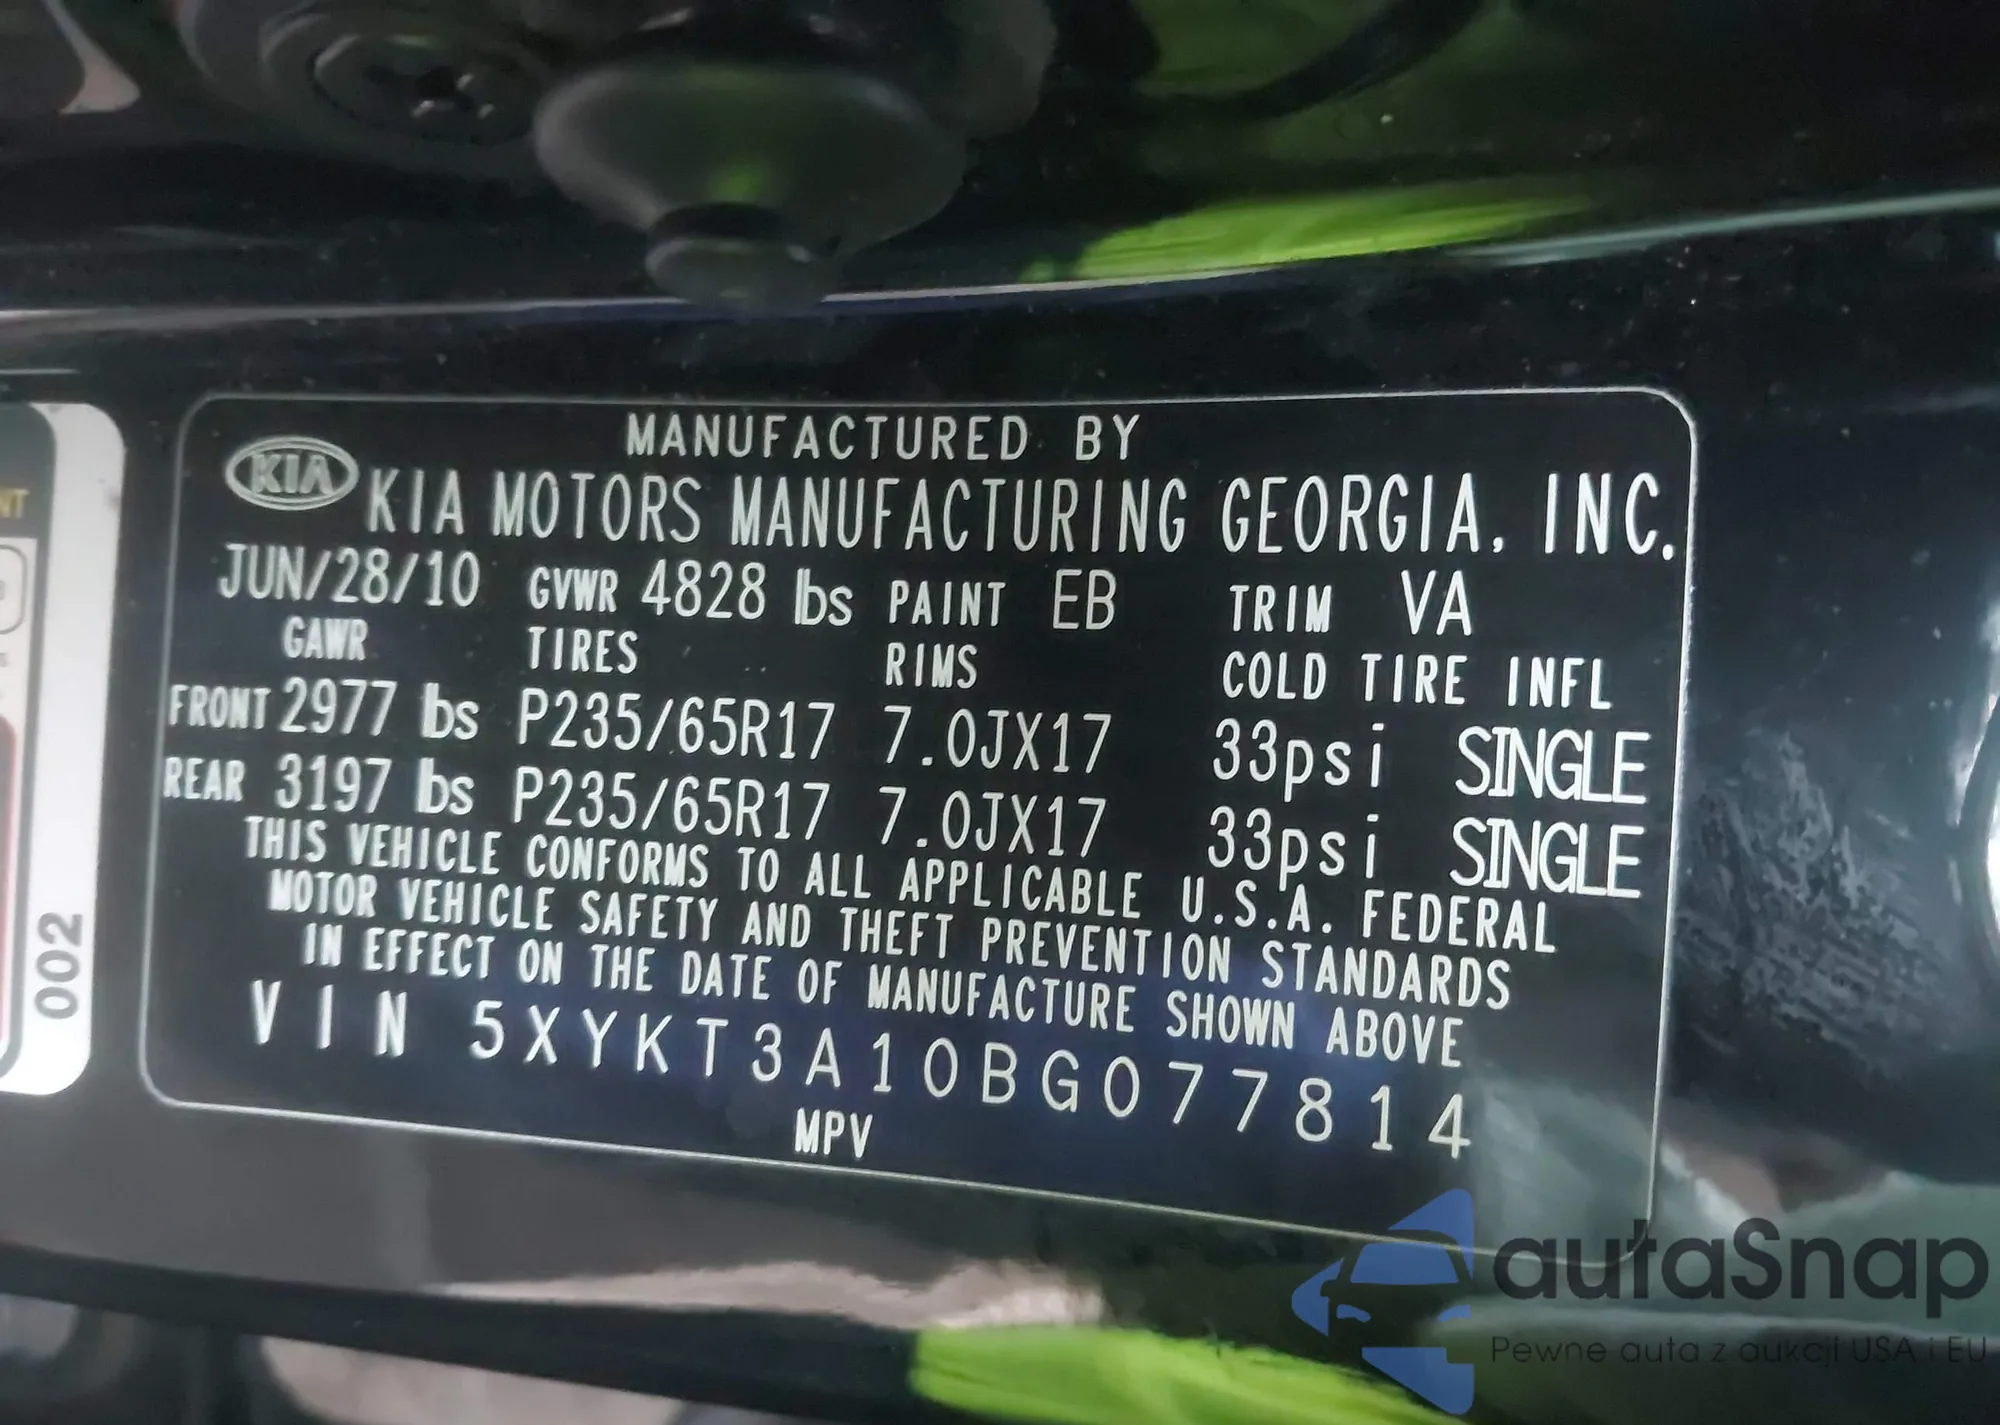 MANUFACTURED BY
KIA KIA MOTORS MANUFACTURING GEORGIA, INC.
JUN/28/10 GVWR 4828 lbs PAINT EB TRIM VA
GAWR TIRES RIMS COLD TIRE INFL
FRONT 2977 lbs P235/65R17 7.0JX17 33psi SINGLE
REAR 3197 lbs P235/65R17 7.0JX17 33psi SINGLE
THIS VEHICLE CONFORMS TO ALL APPLICABLE U.S.A. FEDERAL
MOTOR VEHICLE SAFETY AND THEFT PREVENTION STANDARDS
IN EFFECT ON THE DATE OF MANUFACTURE SHOWN ABOVE
VIN 5XYKT3A10BG077814
MPV
002
autaSnap
Pewne auta z aukcji USA i EU